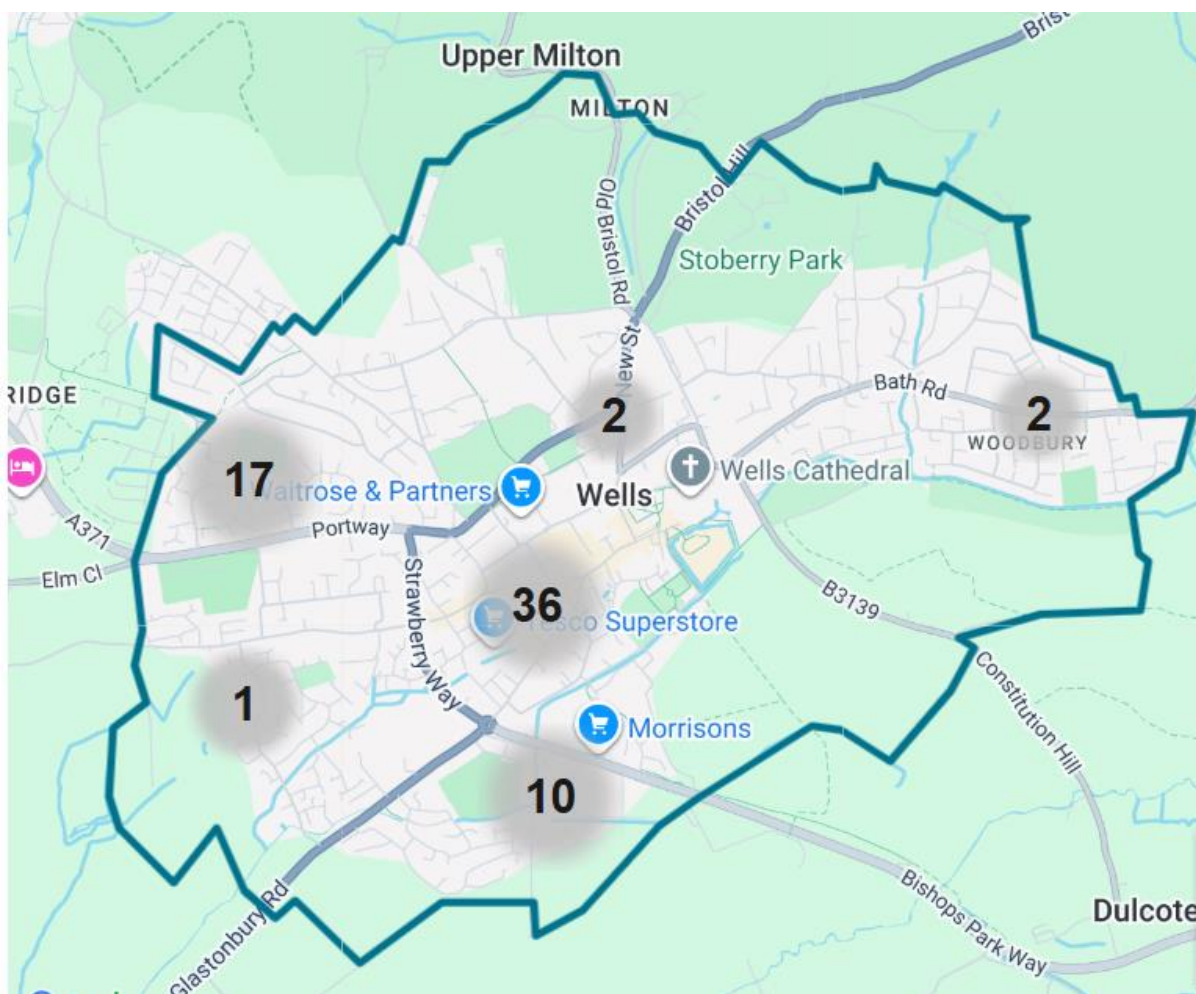 Upper Milton
MILTON
Bristol Hill
Old Bristol Rd
Stoberry Park
New St
Bath Rd
2
2
WOODBURY
RIDGE
17
Waitrose & Partners
Wells
Wells Cathedral
A371
Portway
Elm Cl
Strawberry Way
36
Tesco Superstore
B3139
Constitution Hill
1
Morrisons
10
Glastonbury Rd
Bishops Park Way
Dulcote